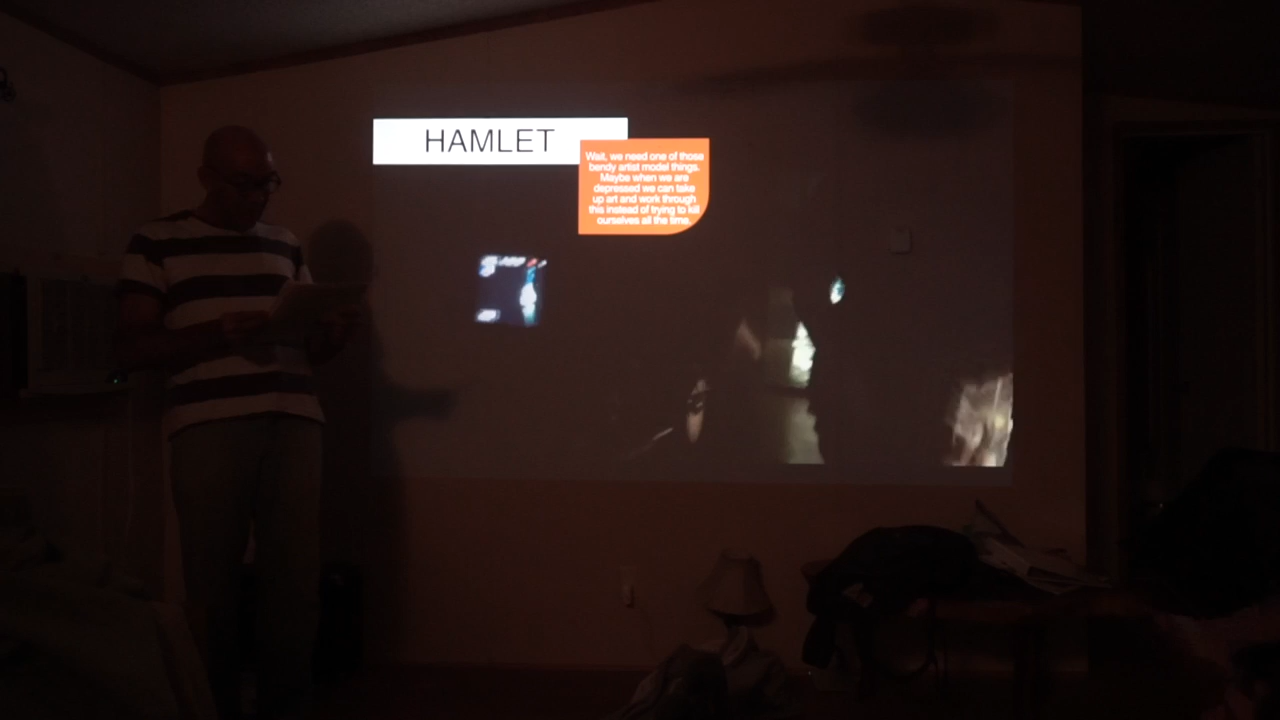 HAMLET
Wait, we need one of those
bendy artist model things.
Maybe when we are
depressed we can take
up art and work through
this instead of trying to kill
ourselves all the time.